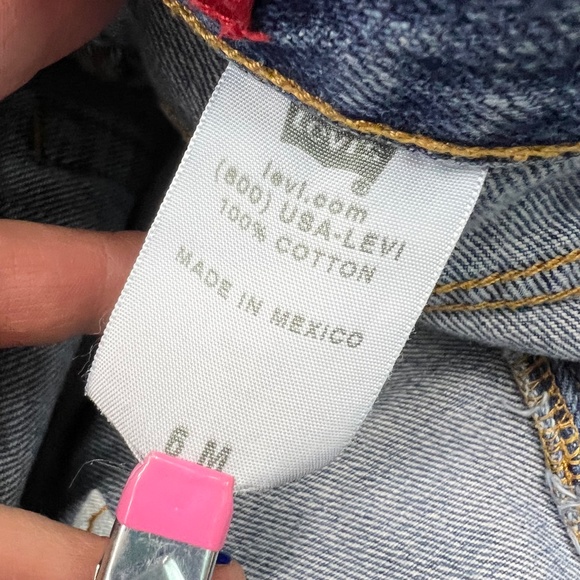 LEVI'S
®
levi.com
(800) USA-LEVI
100% COTTON
MADE IN MEXICO
6 M